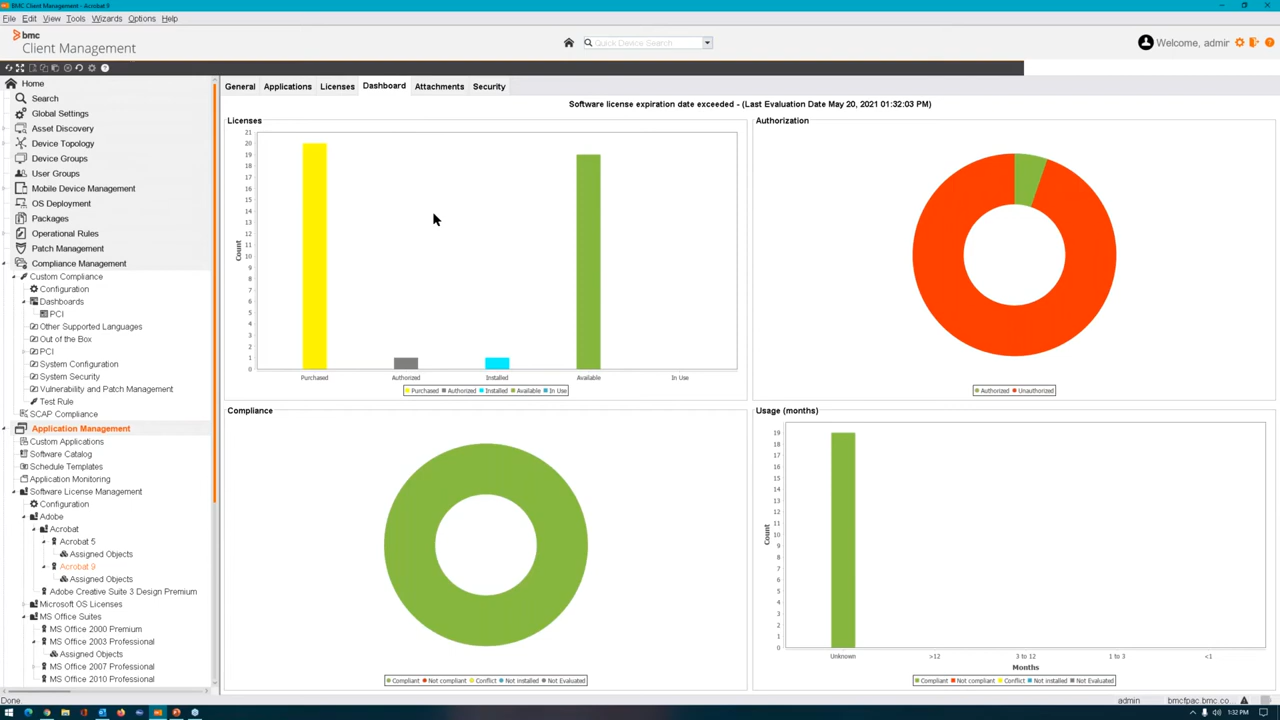 BMC Client Management - Acrobat 9
File Edit View Tools Wizards Options Help
bmc
Client Management
Quick Device Search
Welcome, admin
Home
Search
Global Settings
Asset Discovery
Device Topology
Device Groups
User Groups
Mobile Device Management
OS Deployment
Packages
Operational Rules
Patch Management
Compliance Management
Custom Compliance
Configuration
Dashboards
PCI
Other Supported Languages
Out of the Box
PCI
System Configuration
System Security
Vulnerability and Patch Management
Test Rule
SCAP Compliance
Application Management
Custom Applications
Software Catalog
Schedule Templates
Application Monitoring
Software License Management
Configuration
Adobe
Acrobat
Acrobat 5
Assigned Objects
Acrobat 9
Assigned Objects
Adobe Creative Suite 3 Design Premium
Microsoft OS Licenses
MS Office Suites
MS Office 2000 Premium
MS Office 2003 Professional
Assigned Objects
MS Office 2007 Professional
MS Office 2010 Professional
General Applications Licenses Dashboard Attachments Security
Software license expiration date exceeded - (Last Evaluation Date May 20, 2021 01:32:03 PM)
Licenses
21
20
19
18
17
16
15
14
13
12
11
10
9
8
7
6
5
4
3
2
1
0
Count
Purchased Authorized Installed Available In Use
Purchased Authorized Installed Available In Use
Authorization
Authorized Unauthorized
Compliance
Compliant Not compliant Conflict Not installed Not Evaluated
Usage (months)
19
18
17
16
15
14
13
12
11
10
9
8
7
6
5
4
3
2
1
0
Count
Unknown >12 3 to 12 1 to 3 <1
Months
Compliant Not compliant Conflict Not installed Not Evaluated
Done.
admin bmcfpac.bmc.co
1:32 PM